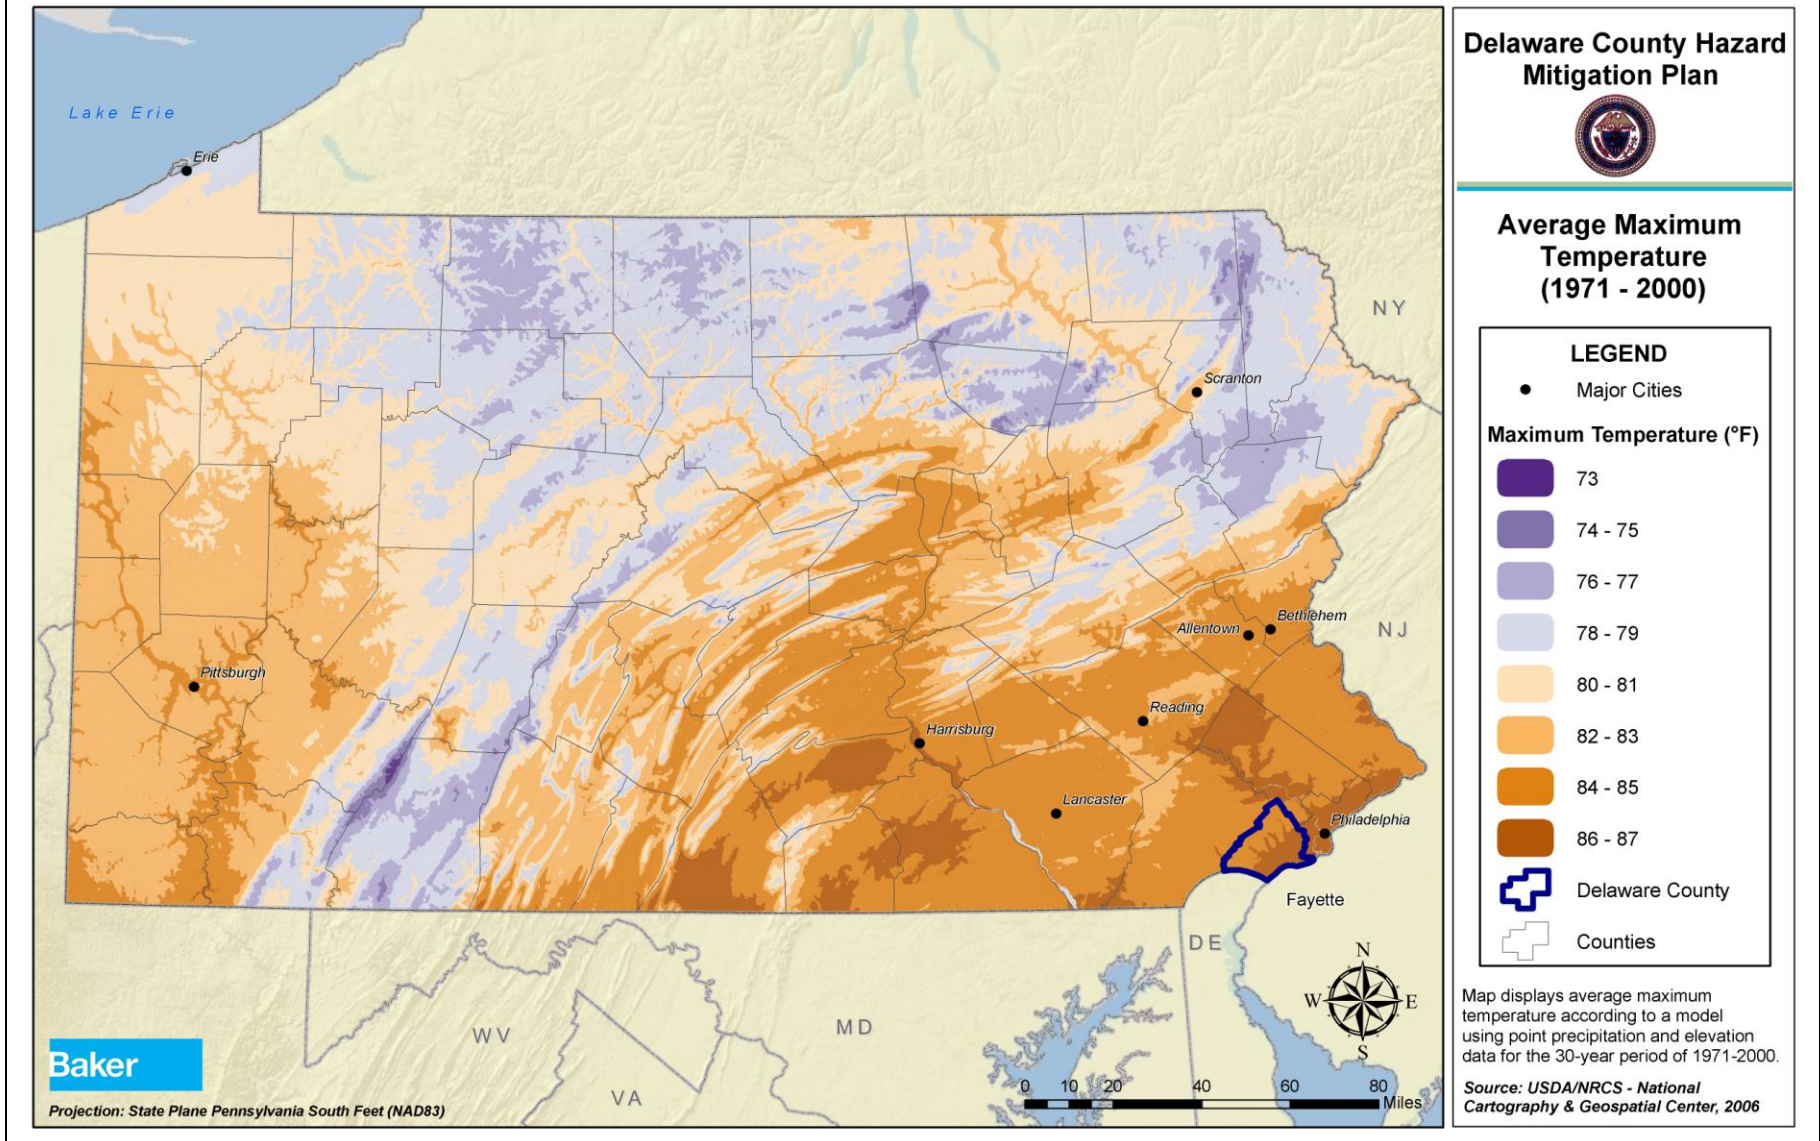 Lake Erie
Erie
NY
Scranton
Bethlehem
Allentown
NJ
Pittsburgh
Reading
Harrisburg
Lancaster
Philadelphia
Fayette
DE
N
W
E
S
WV
MD
VA
Baker
0 10 20 40 60 80
Miles
Projection: State Plane Pennsylvania South Feet (NAD83)
Delaware County Hazard
Mitigation Plan
Average Maximum
Temperature
(1971 - 2000)
LEGEND
Major Cities
Maximum Temperature (°F)
73
74 - 75
76 - 77
78 - 79
80 - 81
82 - 83
84 - 85
86 - 87
Delaware County
Counties
Map displays average maximum
temperature according to a model
using point precipitation and elevation
data for the 30-year period of 1971-2000.
Source: USDA/NRCS - National
Cartography & Geospatial Center, 2006